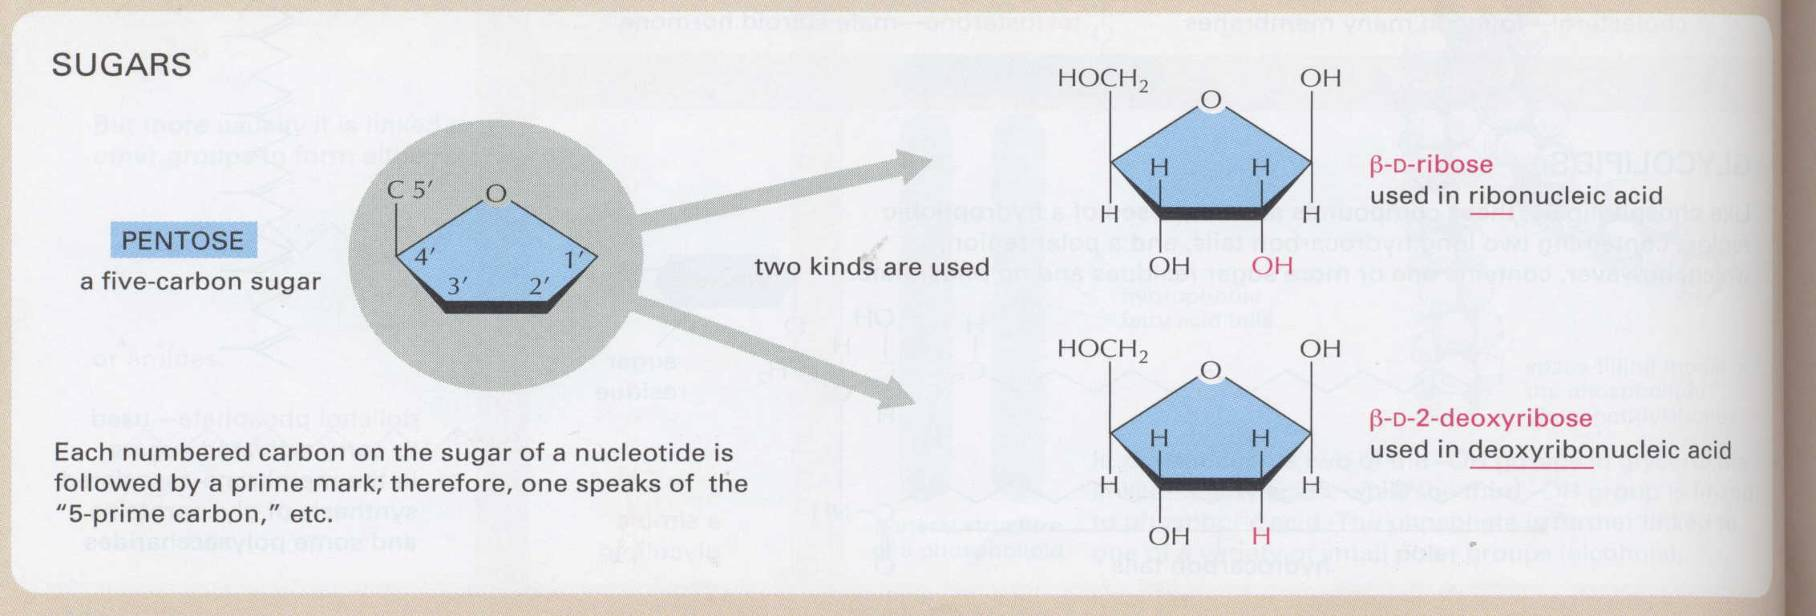 SUGARS
PENTOSE
a five-carbon sugar
C 5′
O
4′
1′
3′
2′
Each numbered carbon on the sugar of a nucleotide is
followed by a prime mark; therefore, one speaks of the
“5-prime carbon,” etc.
two kinds are used
HOCH₂
OH
O
H
H
H
H
OH
OH
β-D-ribose
used in ribonucleic acid
HOCH₂
OH
O
H
H
H
H
OH
H
β-D-2-deoxyribose
used in deoxyribonucleic acid